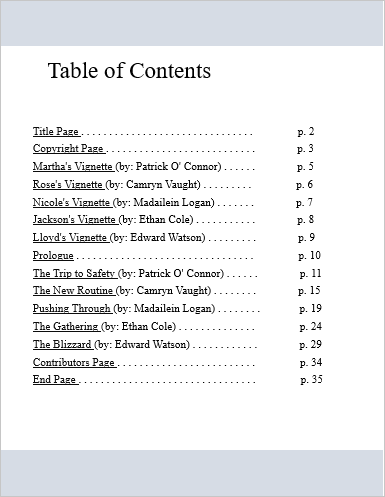 Table of Contents
Title Page . . . . . . . . . . . . . . . . . . . . . . . . . . . . . . p. 2
Copyright Page . . . . . . . . . . . . . . . . . . . . . . . . . . p. 3
Martha's Vignette (by: Patrick O' Connor) . . . . . . p. 5
Rose's Vignette (by: Camryn Vaught) . . . . . . . . . p. 6
Nicole's Vignette (by: Madailein Logan) . . . . . . . p. 7
Jackson's Vignette (by: Ethan Cole) . . . . . . . . . . . p. 8
Lloyd's Vignette (by: Edward Watson) . . . . . . . . . p. 9
Prologue . . . . . . . . . . . . . . . . . . . . . . . . . . . . . . . p. 10
The Trip to Safety (by: Patrick O' Connor) . . . . . . p. 11
The New Routine (by: Camryn Vaught) . . . . . . . . p. 15
Pushing Through (by: Madailein Logan) . . . . . . . . p. 19
The Gathering (by: Ethan Cole) . . . . . . . . . . . . . . p. 24
The Blizzard (by: Edward Watson) . . . . . . . . . . . . p. 29
Contributors Page . . . . . . . . . . . . . . . . . . . . . . . . p. 34
End Page . . . . . . . . . . . . . . . . . . . . . . . . . . . . . . . p. 35